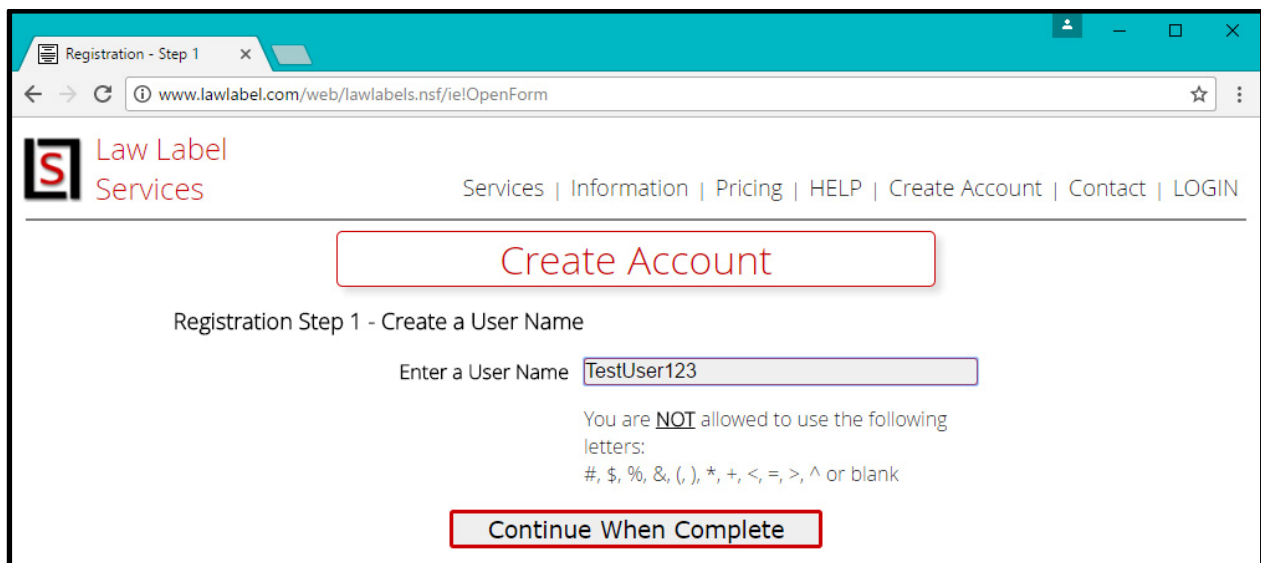 Registration - Step 1
www.lawlabel.com/web/lawlabels.nsf/ie!OpenForm
LS
Law Label
Services
Services | Information | Pricing | HELP | Create Account | Contact | LOGIN
Create Account
Registration Step 1 - Create a User Name
Enter a User Name TestUser123
You are NOT allowed to use the following
letters:
#, $, %, &, (, ), *, +, <, =, >, ^ or blank
Continue When Complete